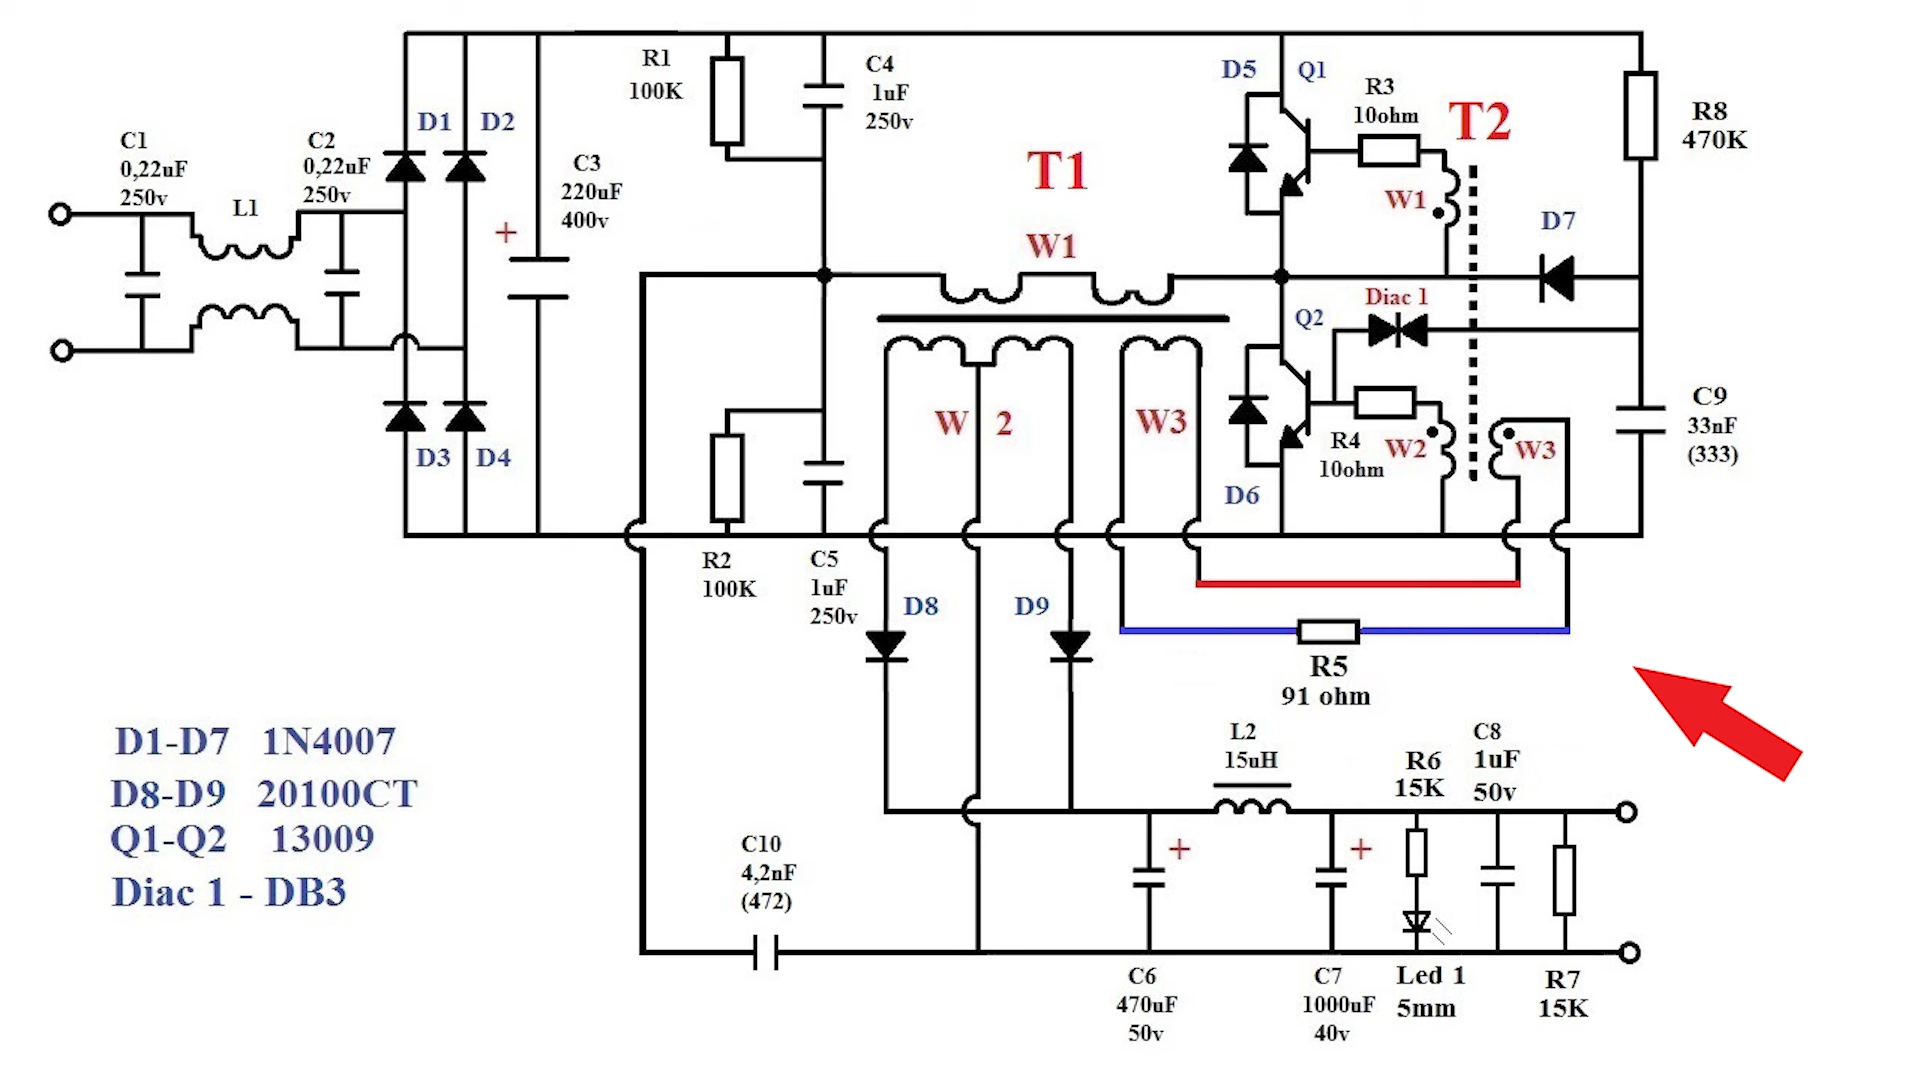 C1
0,22uF
250v
L1
C2
0,22uF
250v
D1
D2
D3
D4
C3
220uF
400v
+
R1
100K
C4
1uF
250v
R2
100K
C5
1uF
250v
T1
W1
W 2
W3
D5
Q1
R3
10ohm
T2
W1
R8
470K
D7
Diac 1
Q2
D6
R4
10ohm
W2
W3
C9
33nF
(333)
D8
D9
R5
91 ohm
L2
15uH
R6
15K
C8
1uF
50v
C10
4,2nF
(472)
+
+
C6
470uF
50v
C7
1000uF
40v
Led 1
5mm
R7
15K
D1-D7 1N4007
D8-D9 20100CT
Q1-Q2 13009
Diac 1 - DB3